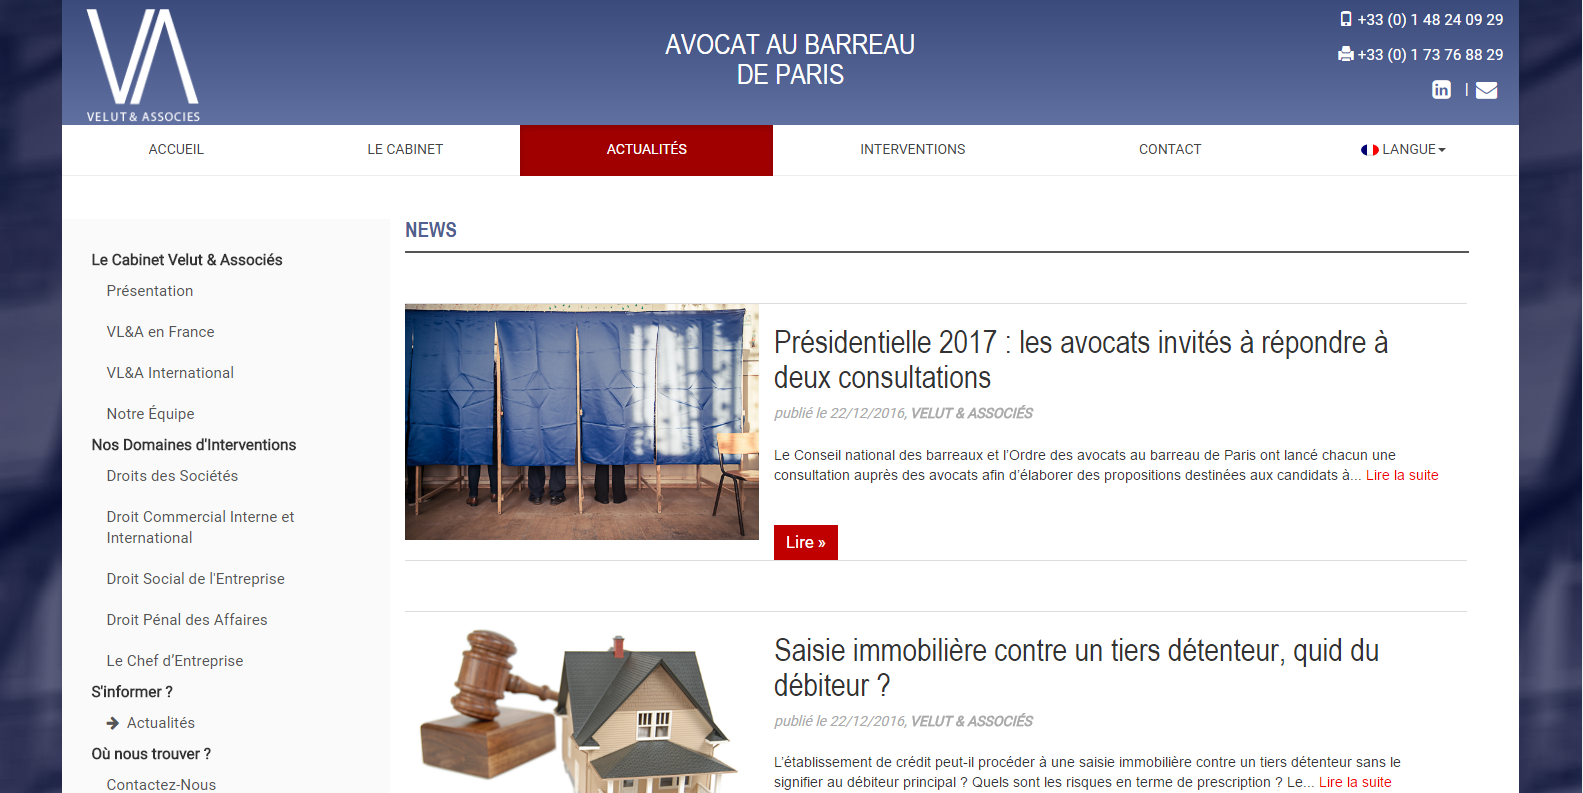 VELUT & ASSOCIES
AVOCAT AU BARREAU
DE PARIS
+33 (0) 1 48 24 09 29
+33 (0) 1 73 76 88 29
in |
ACCUEIL
LE CABINET
ACTUALITÉS
INTERVENTIONS
CONTACT
LANGUE
Le Cabinet Velut & Associés
Présentation
VL&A en France
VL&A International
Notre Équipe
Nos Domaines d'Interventions
Droits des Sociétés
Droit Commercial Interne et
International
Droit Social de l'Entreprise
Droit Pénal des Affaires
Le Chef d’Entreprise
S'informer ?
Actualités
Où nous trouver ?
Contactez-Nous
NEWS
Présidentielle 2017 : les avocats invités à répondre à
deux consultations
publié le 22/12/2016, VELUT & ASSOCIÉS
Le Conseil national des barreaux et l’Ordre des avocats au barreau de Paris ont lancé chacun une
consultation auprès des avocats afin d’élaborer des propositions destinées aux candidats à... Lire la suite
Lire »
Saisie immobilière contre un tiers détenteur, quid du
débiteur ?
publié le 22/12/2016, VELUT & ASSOCIÉS
L’établissement de crédit peut-il procéder à une saisie immobilière contre un tiers détenteur sans le
signifier au débiteur principal ? Quels sont les risques en terme de prescription ? Le... Lire la suite